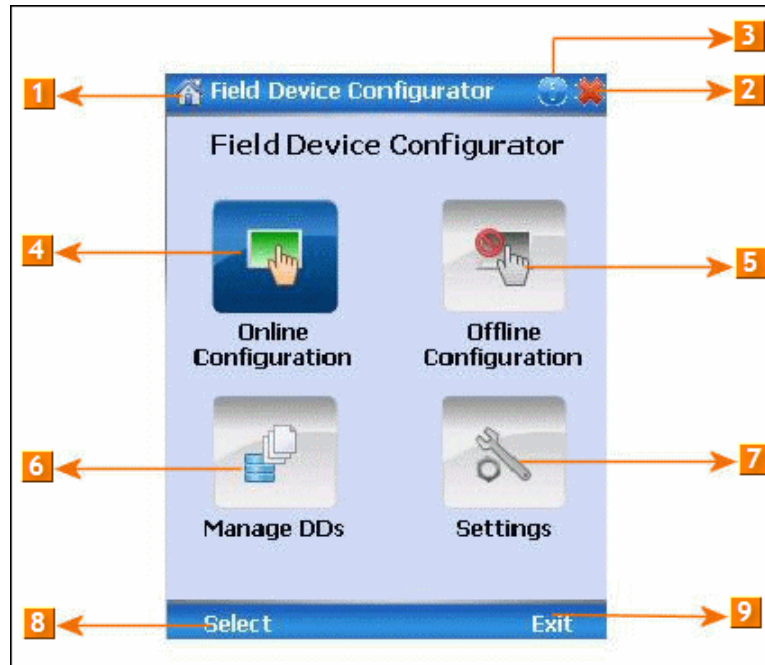 3
1 Field Device Configurator 2
Field Device Configurator
4 5
Online Configuration
Offline Configuration
6 7
Manage DDs
Settings
8 Select Exit 9